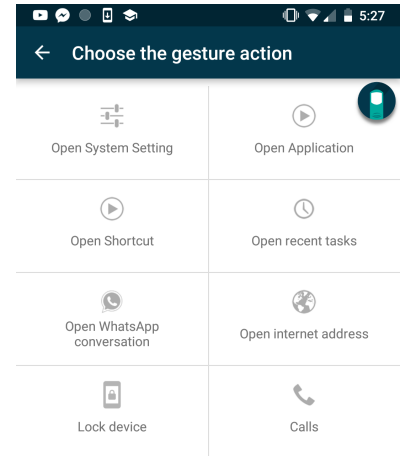 5:27
Choose the gesture action
Open System Setting
Open Application
Open Shortcut
Open recent tasks
Open WhatsApp
conversation
Open internet address
Lock device
Calls